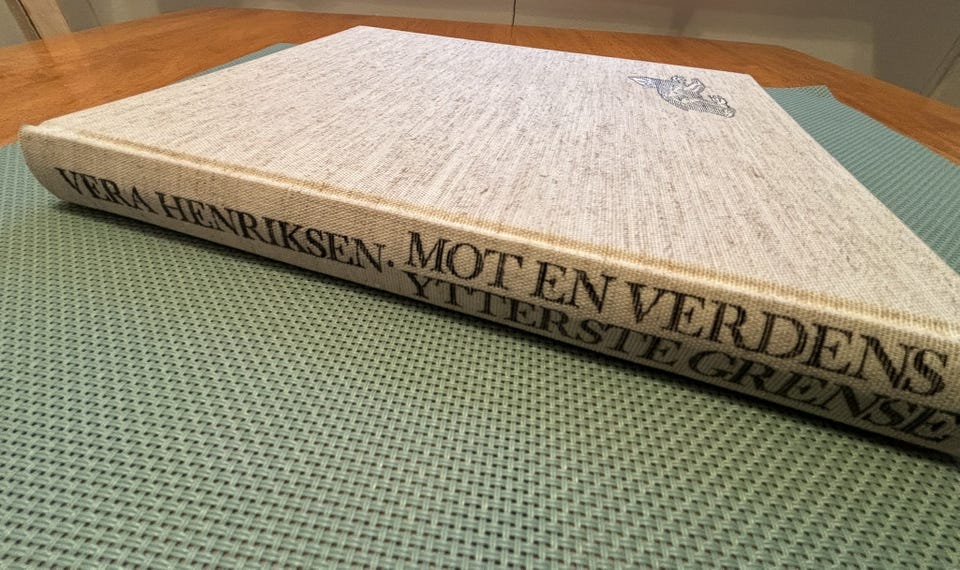 VERA HENRIKSEN. MOT EN VERDENS
YTTERSTE GRENSE